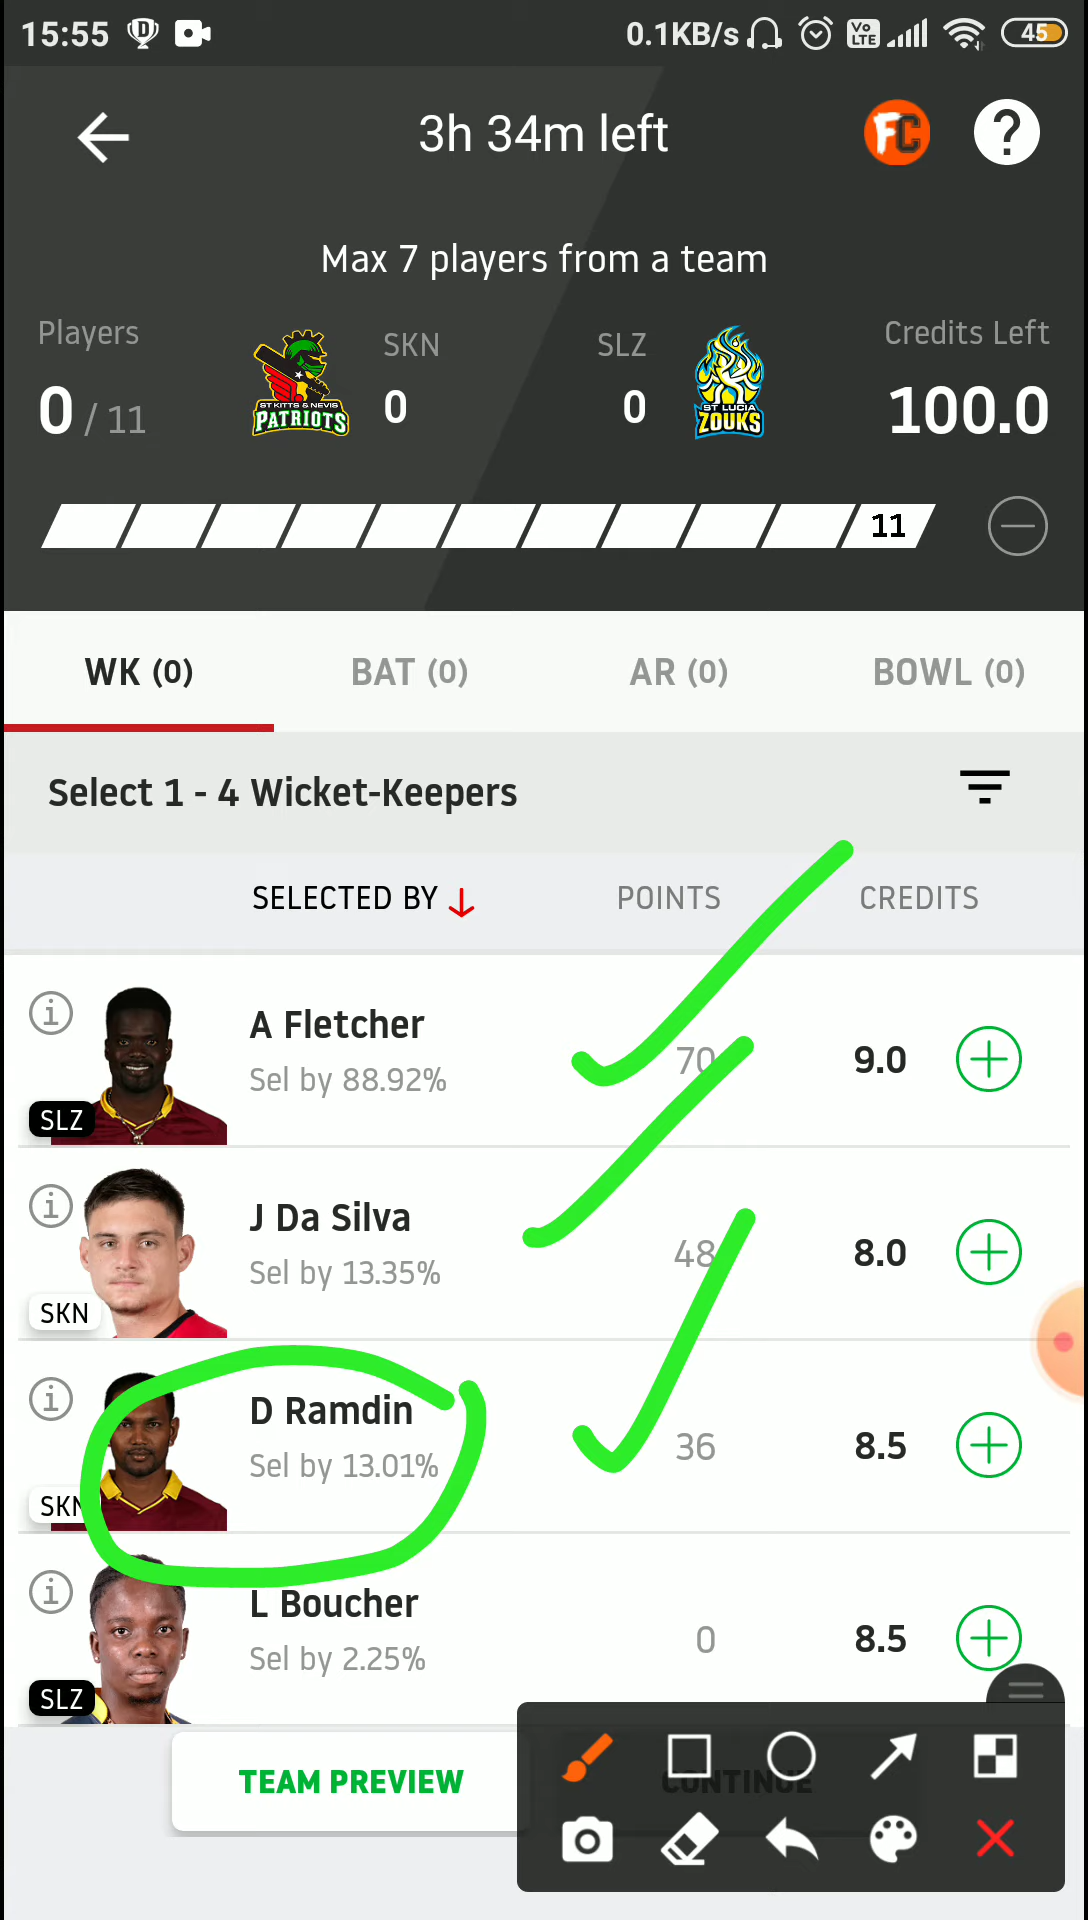 15:55 0.1KB/s Vo LTE 45
3h 34m left FC ?
Max 7 players from a team
Players SKN SLZ Credits Left
0 / 11 0 0 100.0
ST KITTS & NEVIS PATRIOTS
ST LUCIA ZOUKS
11
WK (0) BAT (0) AR (0) BOWL (0)
Select 1 - 4 Wicket-Keepers
SELECTED BY POINTS CREDITS
A Fletcher
Sel by 88.92% 70 9.0
SLZ
J Da Silva
Sel by 13.35% 48 8.0
SKN
D Ramdin
Sel by 13.01% 36 8.5
SKN
L Boucher
Sel by 2.25% 0 8.5
SLZ
TEAM PREVIEW CONTINUE